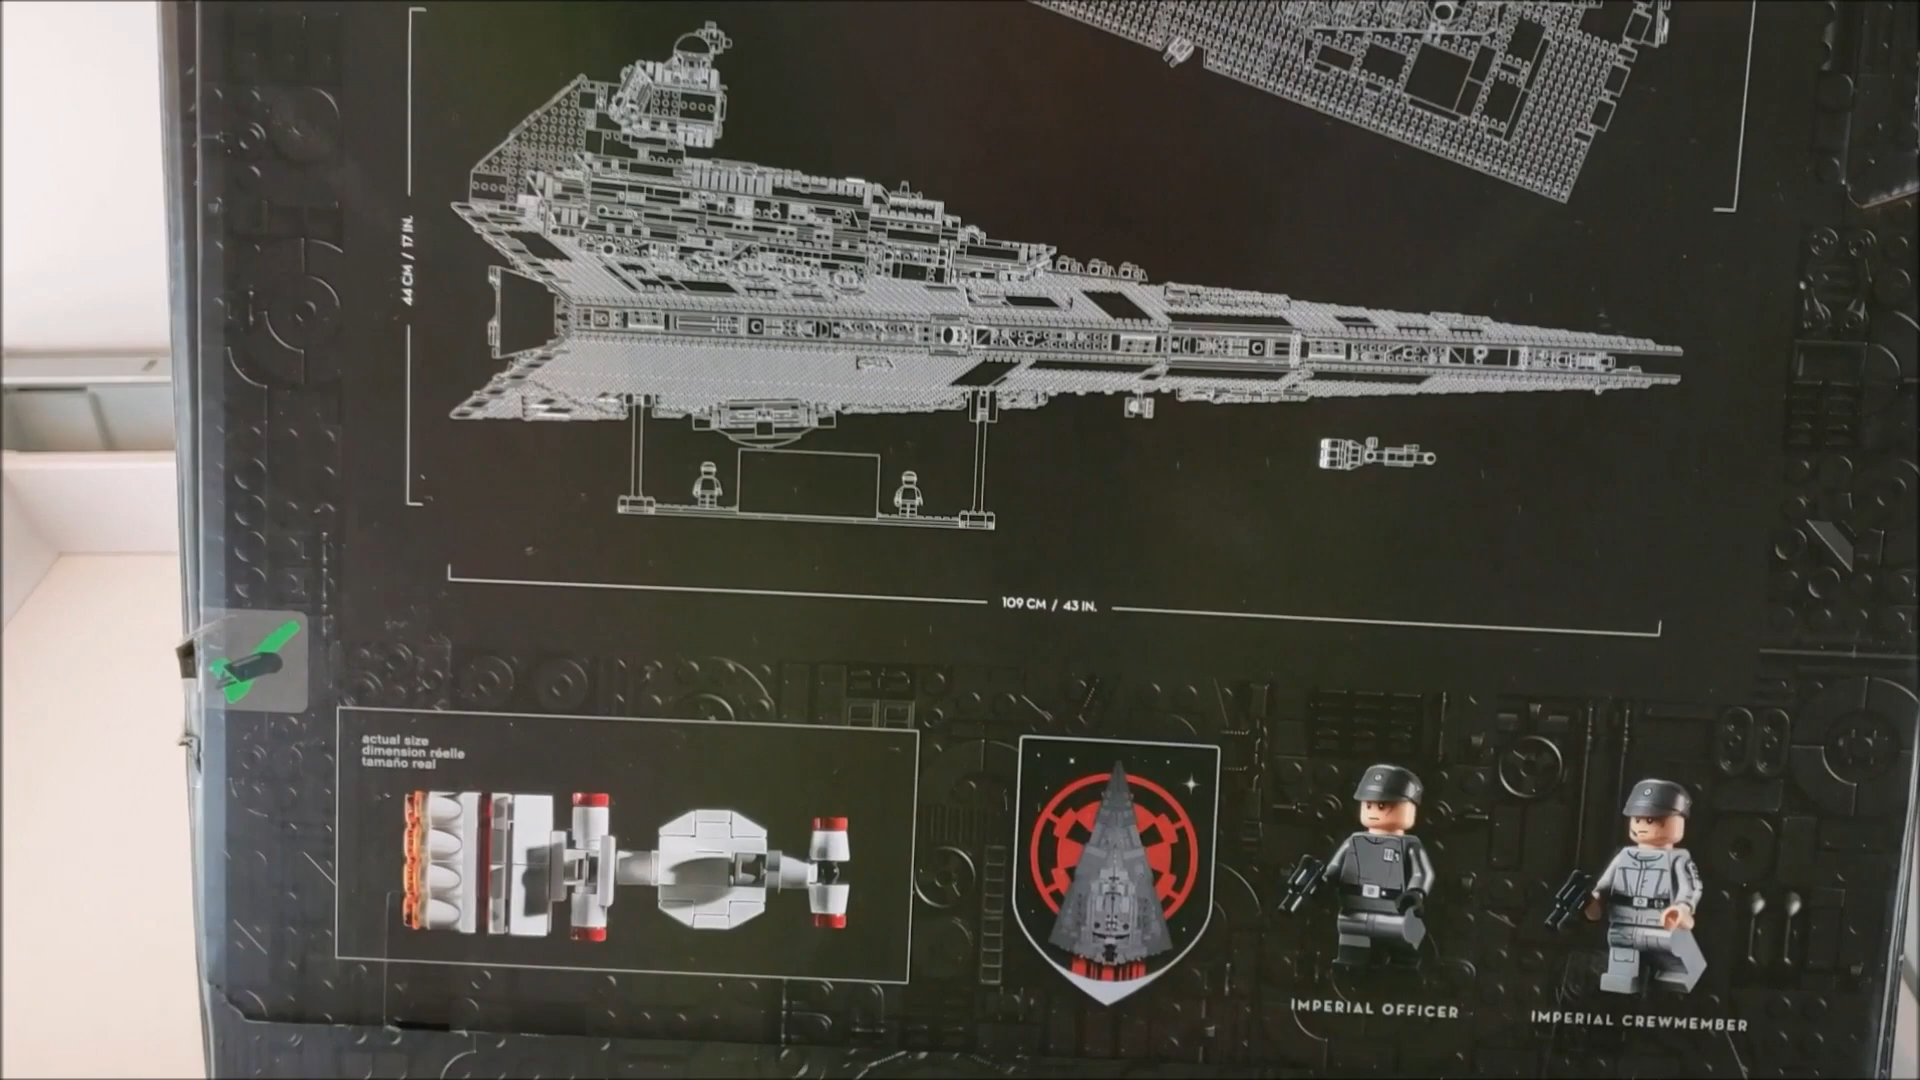 44 CM / 17 IN.
109 CM / 43 IN.
actual size
dimension réelle
tamaño real
IMPERIAL OFFICER
IMPERIAL CREWMEMBER